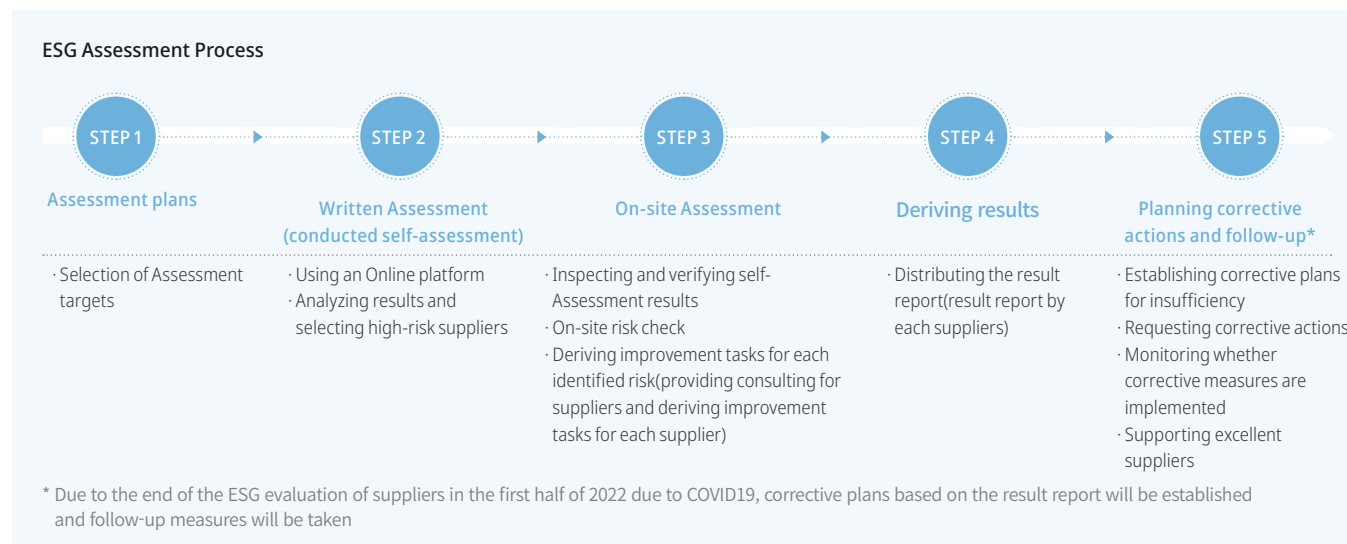 ESG Assessment Process
STEP 1
STEP 2
STEP 3
STEP 4
STEP 5
Assessment plans
Written Assessment
(conducted self-assessment)
On-site Assessment
Deriving results
Planning corrective
actions and follow-up*
· Selection of Assessment
targets
· Using an Online platform
· Analyzing results and
selecting high-risk suppliers
· Inspecting and verifying self-
Assessment results
· On-site risk check
· Deriving improvement tasks for each
identified risk(providing consulting for
suppliers and deriving improvement
tasks for each supplier)
· Distributing the result
report(result report by
each suppliers)
· Establishing corrective plans
for insufficiency
· Requesting corrective actions
· Monitoring whether
corrective measures are
implemented
· Supporting excellent
suppliers
* Due to the end of the ESG evaluation of suppliers in the first half of 2022 due to COVID19, corrective plans based on the result report will be established
and follow-up measures will be taken